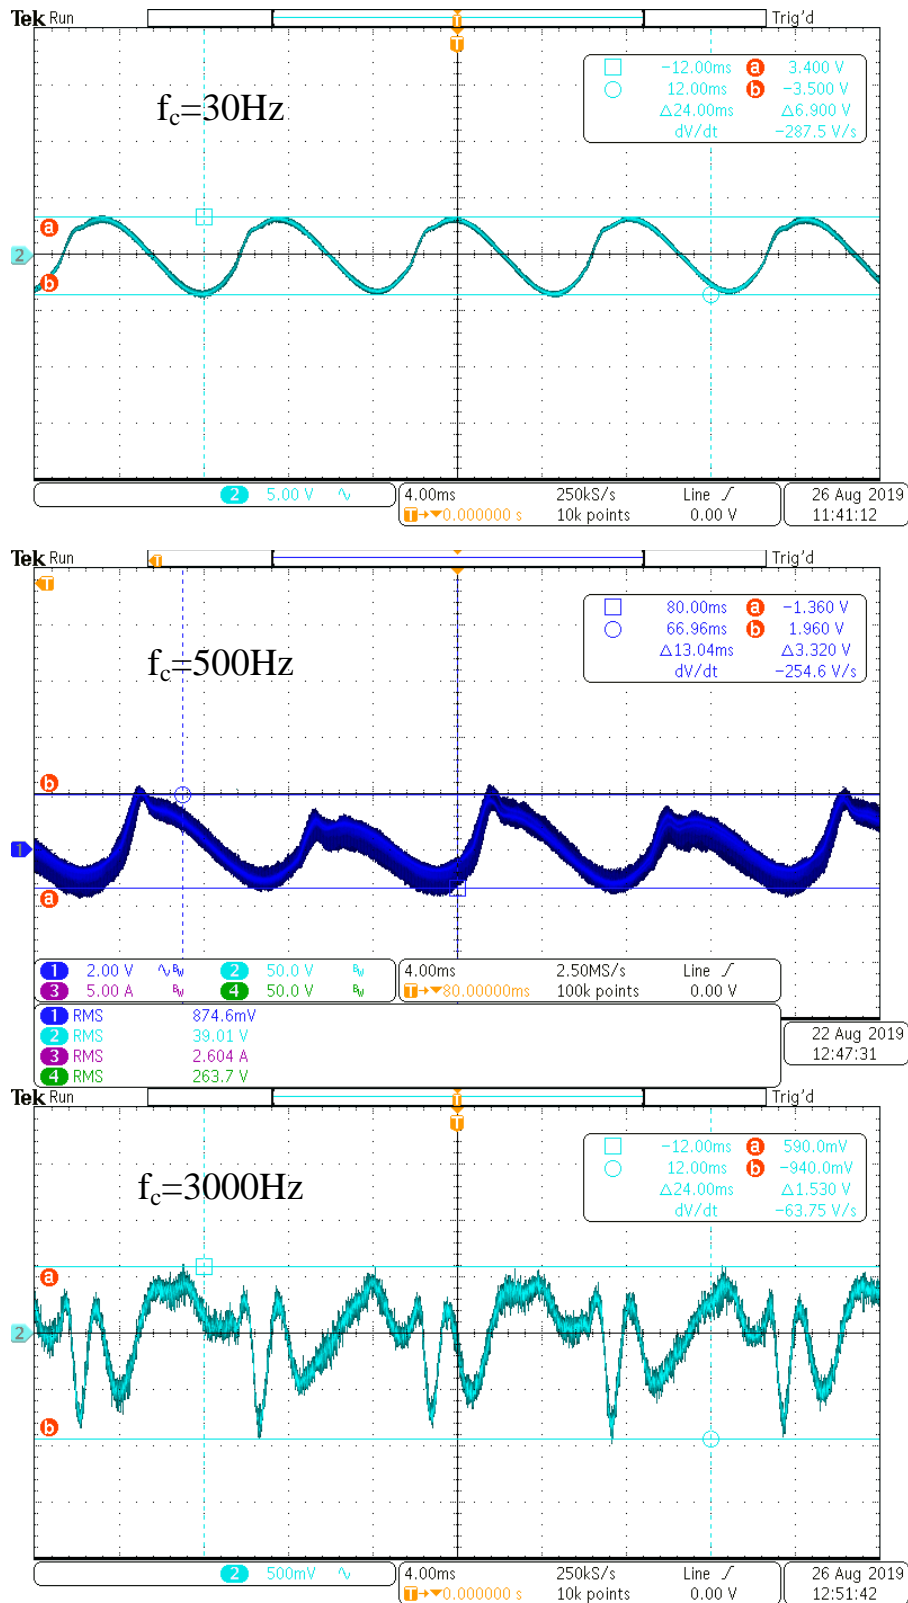 Tek Run Trig'd
T
T
-12.00ms a 3.400 V
12.00ms b -3.500 V
Δ24.00ms Δ6.900 V
dV/dt -287.5 V/s
fc=30Hz
a
2
b
2 5.00 V
4.00ms 250kS/s Line
T→▼0.000000 s 10k points 0.00 V
26 Aug 2019
11:41:12
Tek Run Trig'd
T
T
80.00ms a -1.360 V
66.96ms b 1.960 V
Δ13.04ms Δ3.320 V
dV/dt -254.6 V/s
fc=500Hz
b
1
a
1 2.00 V BW 2 50.0 V BW
3 5.00 A BW 4 50.0 V BW
4.00ms 2.50MS/s Line
T→▼80.00000ms 100k points 0.00 V
1 RMS 874.6mV
2 RMS 39.01 V
3 RMS 2.604 A
4 RMS 263.7 V
22 Aug 2019
12:47:31
Tek Run Trig'd
T
T
-12.00ms a 590.0mV
12.00ms b -940.0mV
Δ24.00ms Δ1.530 V
dV/dt -63.75 V/s
fc=3000Hz
a
2
b
2 500mV
4.00ms 250kS/s Line
T→▼0.000000 s 10k points 0.00 V
26 Aug 2019
12:51:42